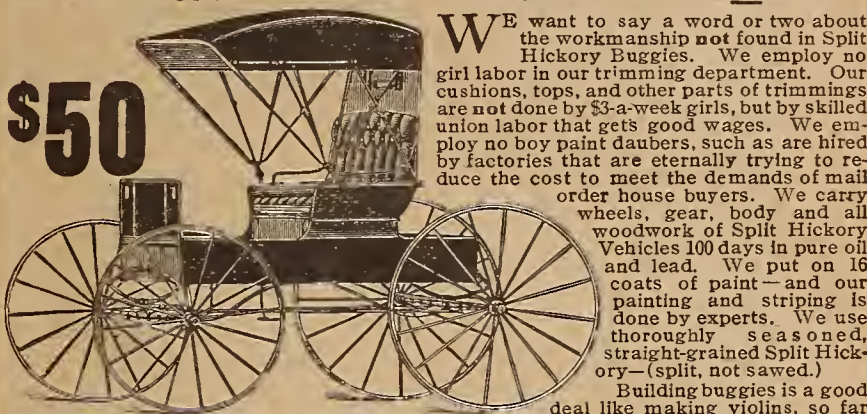 $50
WE want to say a word or two about
the workmanship not found in Split
Hickory Buggies. We employ no
girl labor in our trimming department. Our
cushions, tops, and other parts of trimmings
are not done by $3-a-week girls, but by skilled
union labor that gets good wages. We em-
ploy no boy paint daubers, such as are hired
by factories that are eternally trying to re-
duce the cost to meet the demands of mail
order house buyers. We carry
wheels, gear, body and all
woodwork of Split Hickory
Vehicles 100 days in pure oil
and lead. We put on 16
coats of paint—and our
painting and striping is
done by experts. We use
thoroughly seasoned,
straight-grained Split Hick-
ory—(split, not sawed.)
Building buggies is a good
deal like making violins, so far